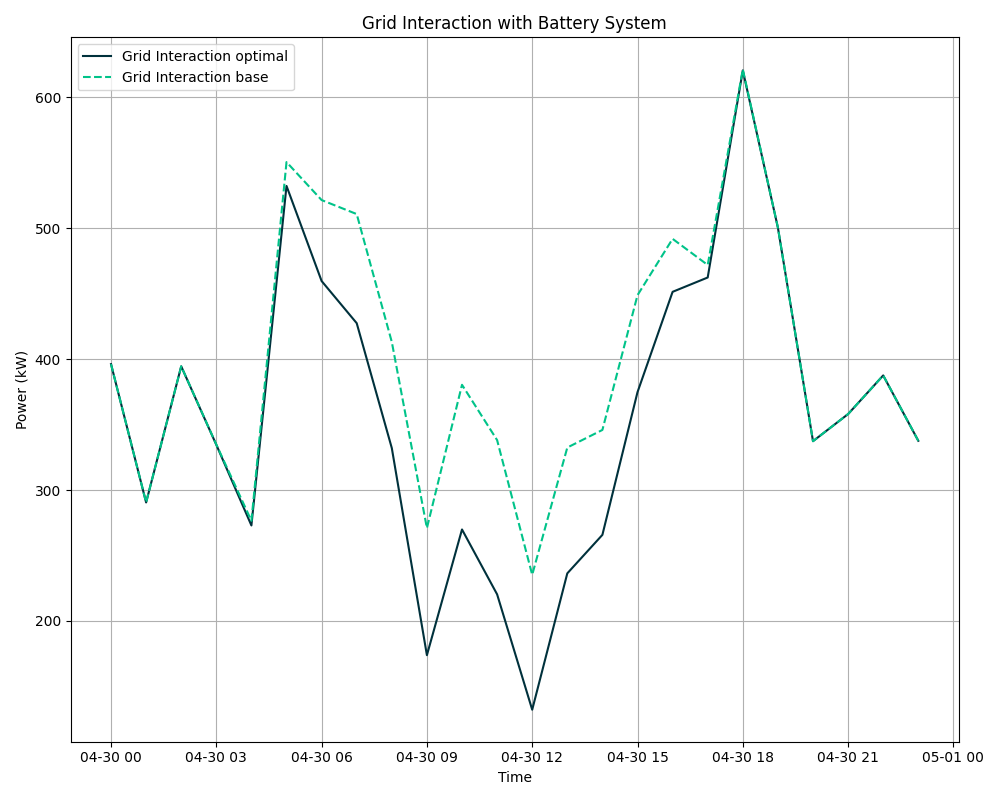 Grid Interaction with Battery System
Grid Interaction optimal
Grid Interaction base
Power (kW)
600
500
400
300
200
04-30 00
04-30 03
04-30 06
04-30 09
04-30 12
04-30 15
04-30 18
04-30 21
05-01 00
Time